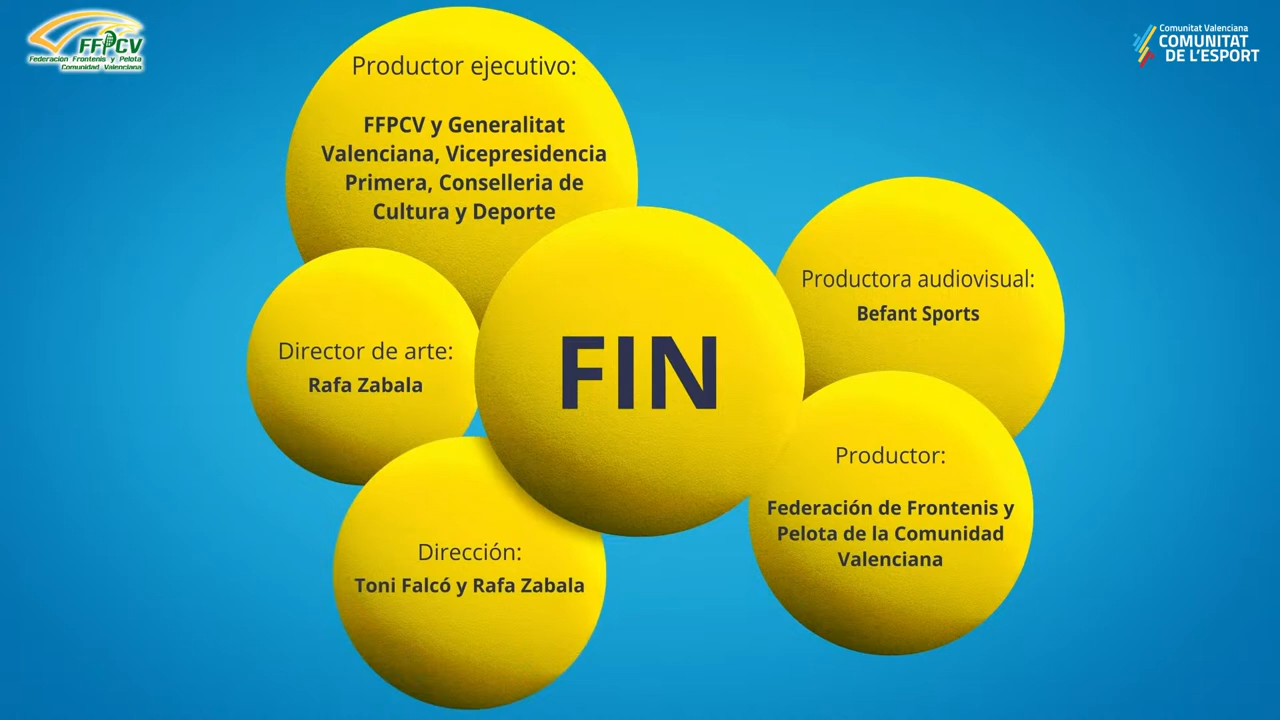 FFPCV
Federación Frontenis y Pelota
Comunidad Valenciana
Comunitat Valenciana
COMUNITAT
DE L'ESPORT
Productor ejecutivo:
FFPCV y Generalitat
Valenciana, Vicepresidencia
Primera, Conselleria de
Cultura y Deporte
Productora audiovisual:
Befant Sports
Director de arte:
Rafa Zabala
FIN
Productor:
Federación de Frontenis y
Pelota de la Comunidad
Valenciana
Dirección:
Toni Falcó y Rafa Zabala